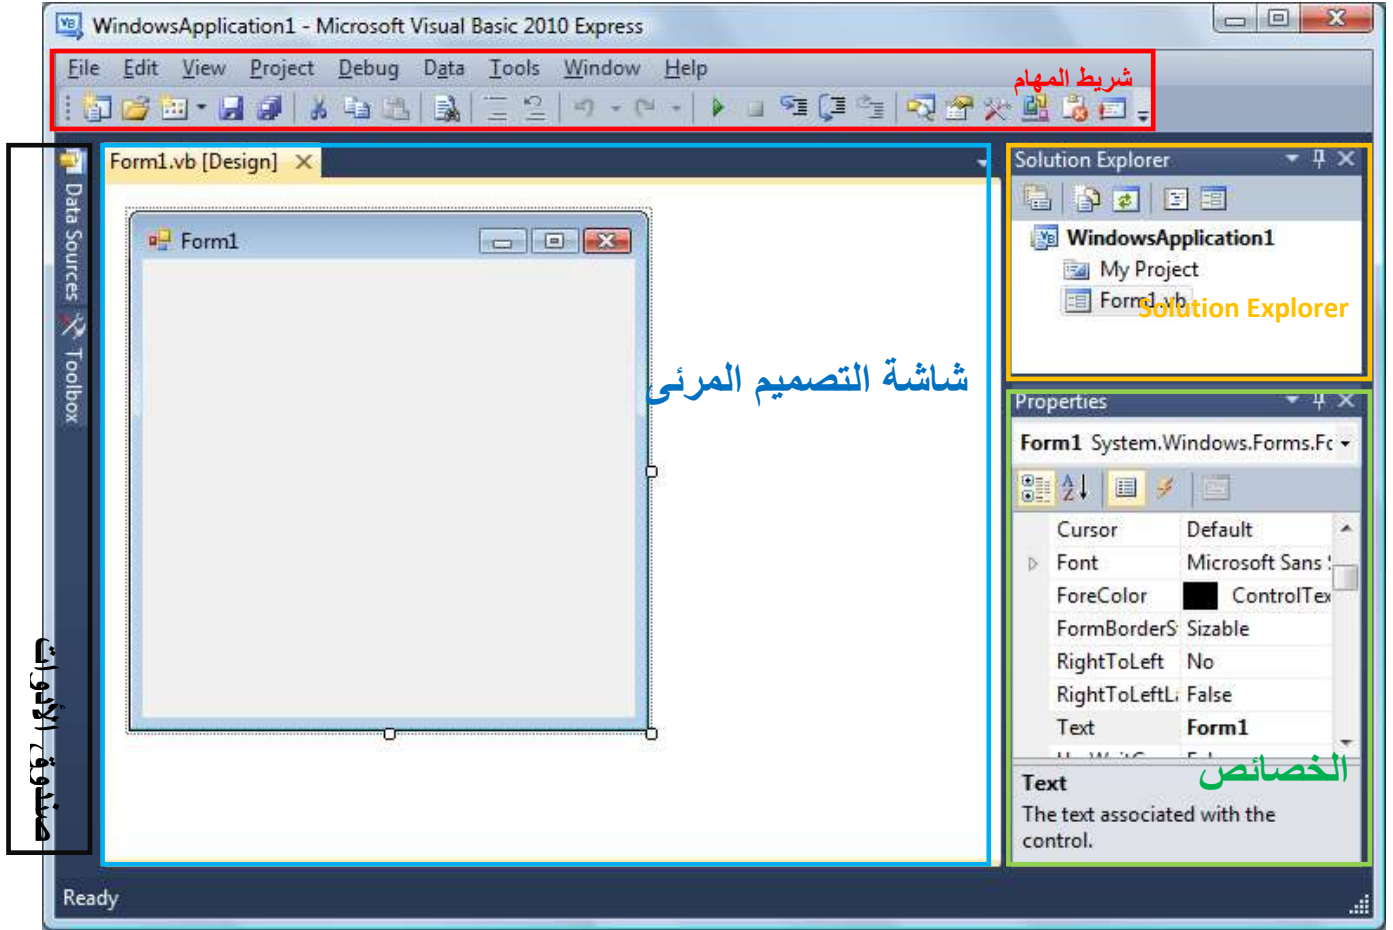 WindowsApplication1 - Microsoft Visual Basic 2010 Express
File Edit View Project Debug Data Tools Window Help
شريط المهام
Data Sources
Toolbox
صندوق الأدوات
Form1.vb [Design]
Form1
شاشة التصميم المرئى
Solution Explorer
WindowsApplication1
My Project
Form1.vb
Solution Explorer
Properties
Form1 System.Windows.Forms.Fc
Cursor Default
Font Microsoft Sans
ForeColor ControlTex
FormBorderS Sizable
RightToLeft No
RightToLeftL False
Text Form1
الخصائص
Text
The text associated with the
control.
Ready